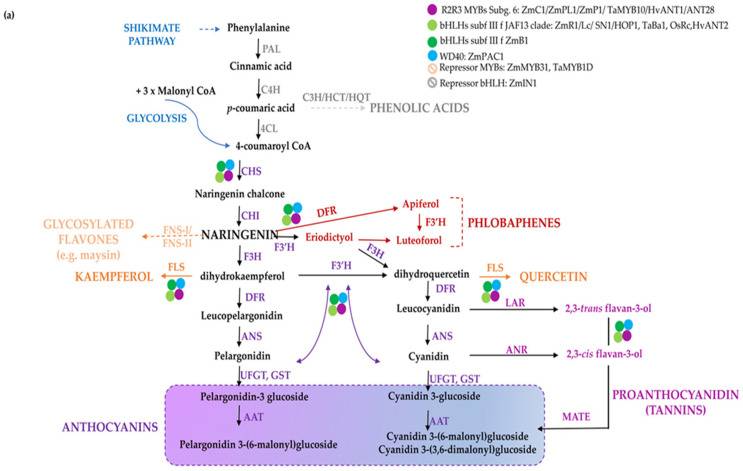 (a)
R2R3 MYBs Subg. 6: ZmC1/ZmPL1/ZmP1/ TaMYB10/HvANT1/ANT28
bHLHs subf III f JAF13 clade: ZmR1/Lc/ SN1/HOP1, TaBa1, OsRc,HvANT2
bHLHs subf III f ZmB1
WD40: ZmPAC1
Repressor MYBs: ZmMYB31, TaMYB1D
Repressor bHLH: ZmIN1
SHIKIMATE
PATHWAY
Phenylalanine
PAL
Cinnamic acid
C4H
+ 3 x Malonyl CoA
C3H/HCT/HQT
p-coumaric acid
PHENOLIC ACIDS
GLYCOLYSIS
4CL
4-coumaroyl CoA
CHS
Naringenin chalcone
CHI
DFR
Apiferol
F3'H
PHLOBAPHENES
GLYCOSYLATED
FLAVONES
(e.g. maysin)
FNS-I/
FNS-II
NARINGENIN
F3'H
Eriodictyol
Luteoforol
F3H
F3H
KAEMPFEROL
FLS
dihydrokaempferol
F3'H
dihydroquercetin
FLS
QUERCETIN
DFR
DFR
Leucopelargonidin
Leucocyanidin
LAR
2,3-trans flavan-3-ol
ANS
ANS
Pelargonidin
Cyanidin
ANR
2,3-cis flavan-3-ol
UFGT, GST
UFGT, GST
Pelargonidin-3 glucoside
Cyanidin 3-glucoside
PROANTHOCYANIDIN
(TANNINS)
ANTHOCYANINS
AAT
AAT
MATE
Pelargonidin 3-(6-malonyl)glucoside
Cyanidin 3-(6-malonyl)glucoside
Cyanidin 3-(3,6-dimalonyl)glucoside